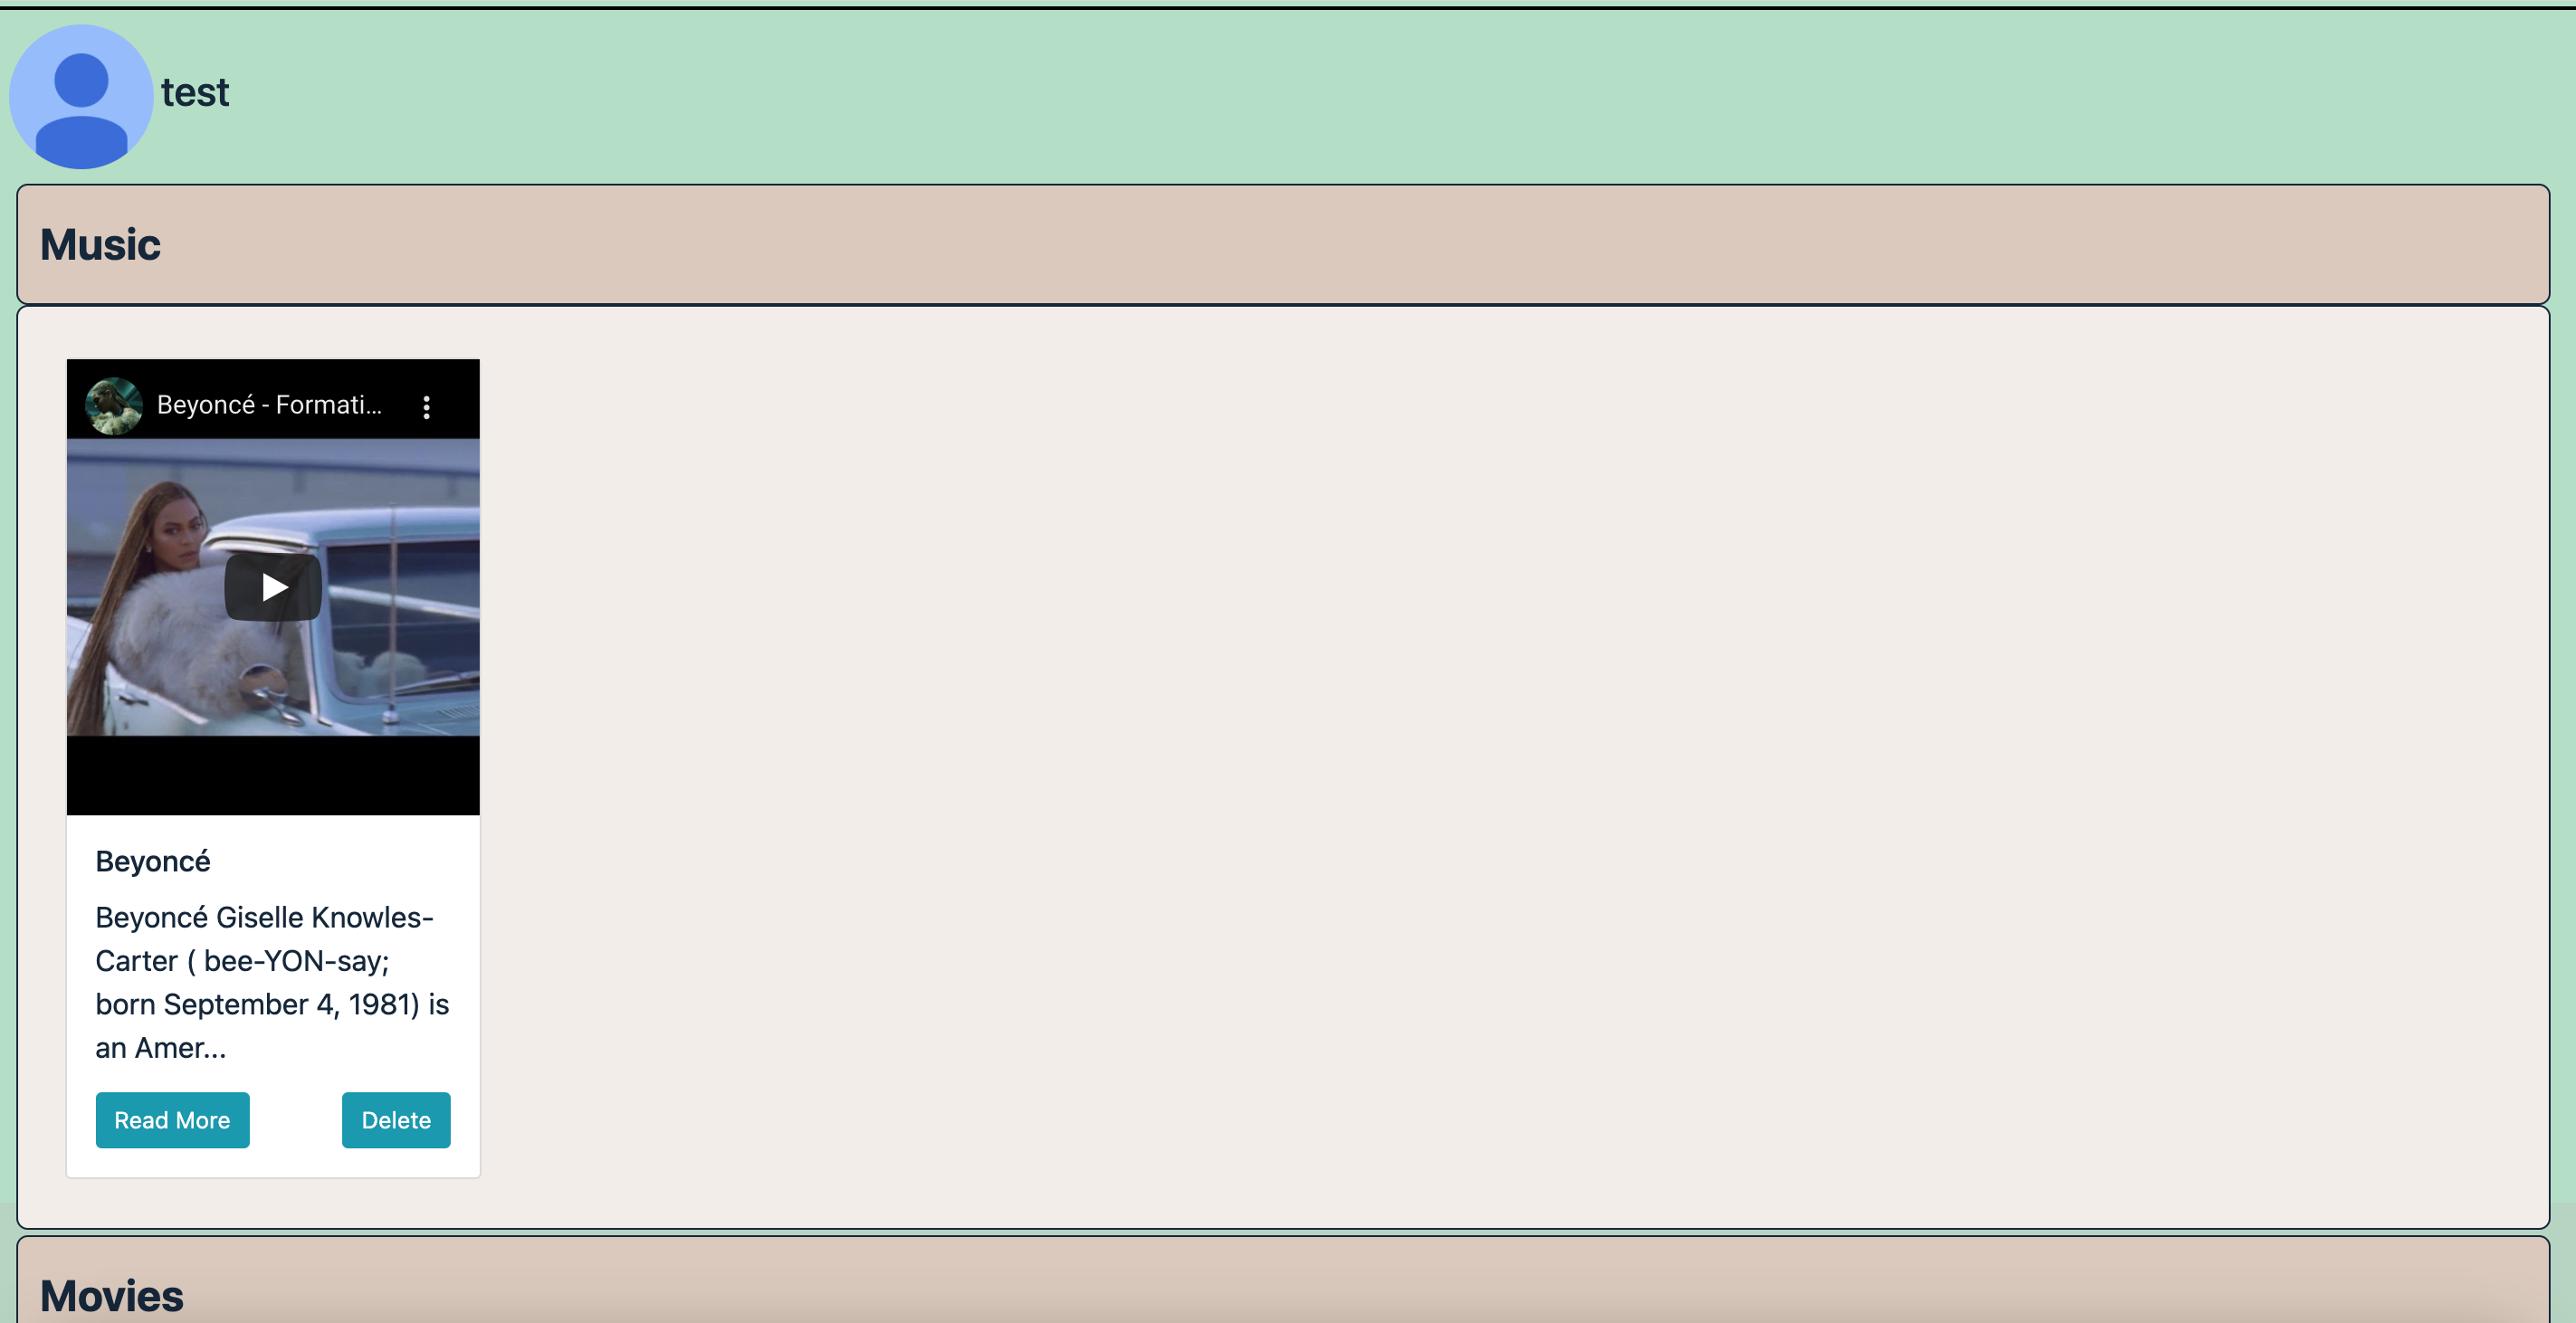 test
Music
Beyoncé - Formati...
Beyoncé
Beyoncé Giselle Knowles-
Carter ( bee-YON-say;
born September 4, 1981) is
an Amer...
Read More
Delete
Movies